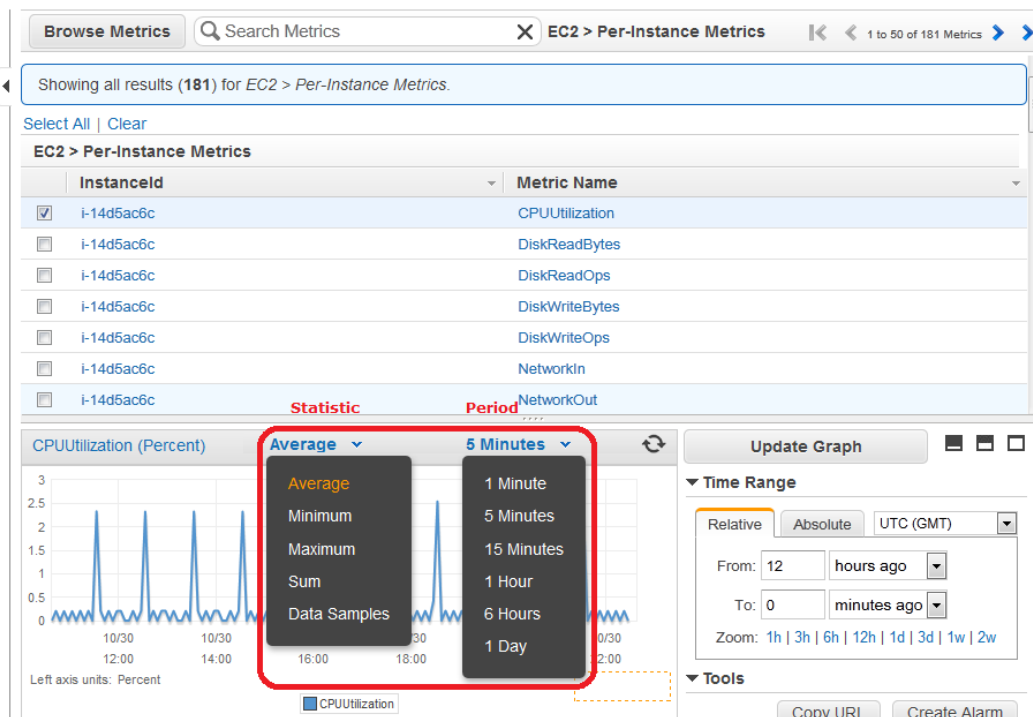 Browse Metrics Search Metrics X EC2 > Per-Instance Metrics 1 to 50 of 181 Metrics
Showing all results (181) for EC2 > Per-Instance Metrics.
Select All | Clear
EC2 > Per-Instance Metrics
InstanceId Metric Name
i-14d5ac6c CPUUtilization
i-14d5ac6c DiskReadBytes
i-14d5ac6c DiskReadOps
i-14d5ac6c DiskWriteBytes
i-14d5ac6c DiskWriteOps
i-14d5ac6c NetworkIn
i-14d5ac6c NetworkOut
Statistic Period
CPUUtilization (Percent) Average 5 Minutes
Average
Minimum
Maximum
Sum
Data Samples
1 Minute
5 Minutes
15 Minutes
1 Hour
6 Hours
1 Day
3
2.5
2
1.5
1
0.5
0
10/30 10/30
12:00 14:00 16:00 18:00
Left axis units: Percent
CPUUtilization
Update Graph
Time Range
Relative Absolute UTC (GMT)
From: 12 hours ago
To: 0 minutes ago
Zoom: 1h | 3h | 6h | 12h | 1d | 3d | 1w | 2w
Tools
Copy URL Create Alarm